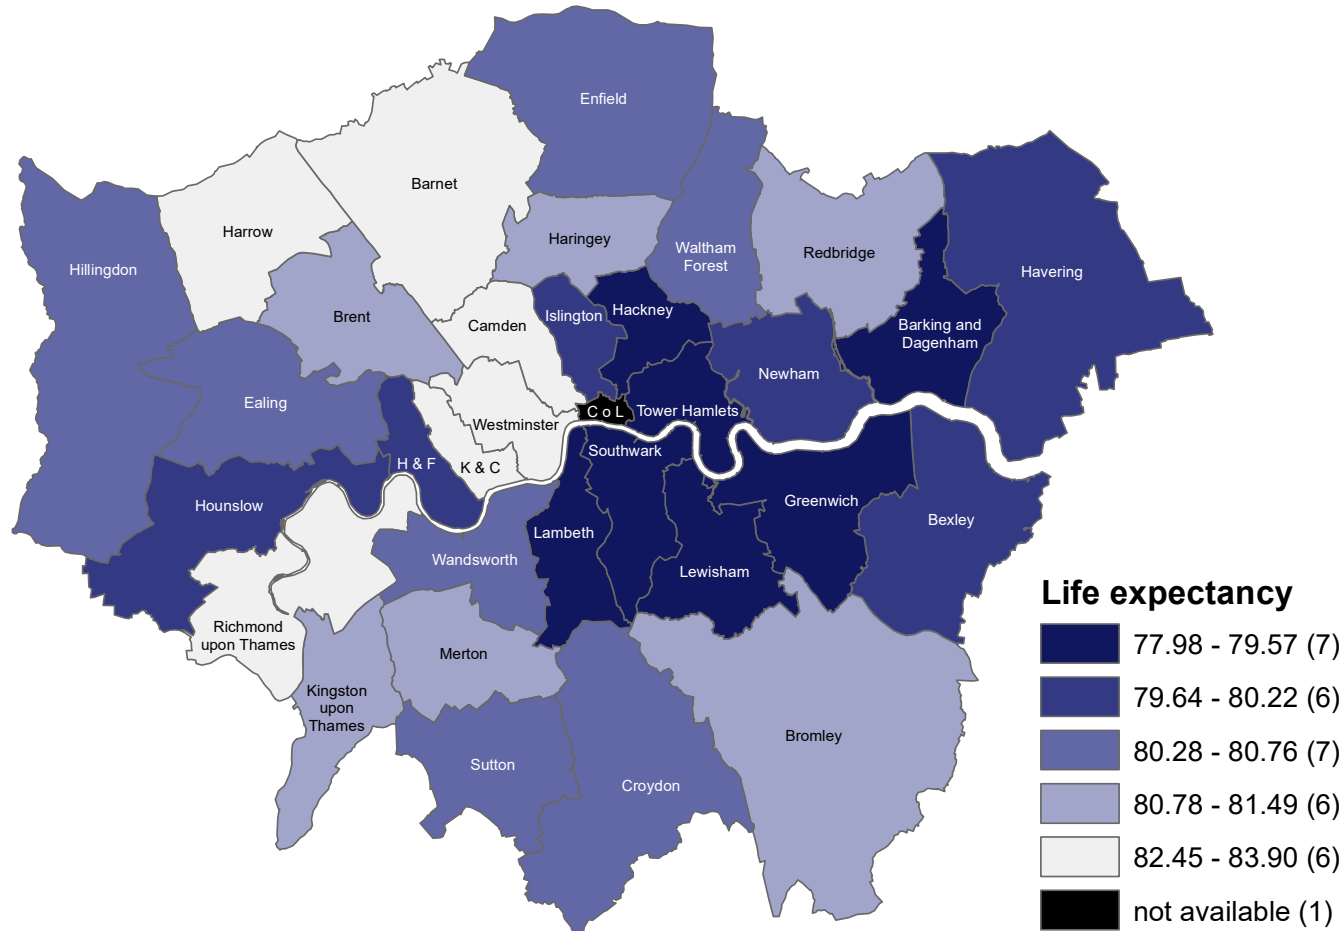 Enfield
Barnet
Harrow
Haringey
Waltham
Forest
Redbridge
Hillingdon
Havering
Brent
Camden
Islington
Hackney
Barking and
Dagenham
Newham
Ealing
Westminster
C o L
Tower Hamlets
H & F
K & C
Southwark
Hounslow
Greenwich
Bexley
Lambeth
Wandsworth
Lewisham
Richmond
upon Thames
Merton
Kingston
upon
Thames
Bromley
Sutton
Croydon
Life expectancy
77.98 - 79.57 (7)
79.64 - 80.22 (6)
80.28 - 80.76 (7)
80.78 - 81.49 (6)
82.45 - 83.90 (6)
not available (1)